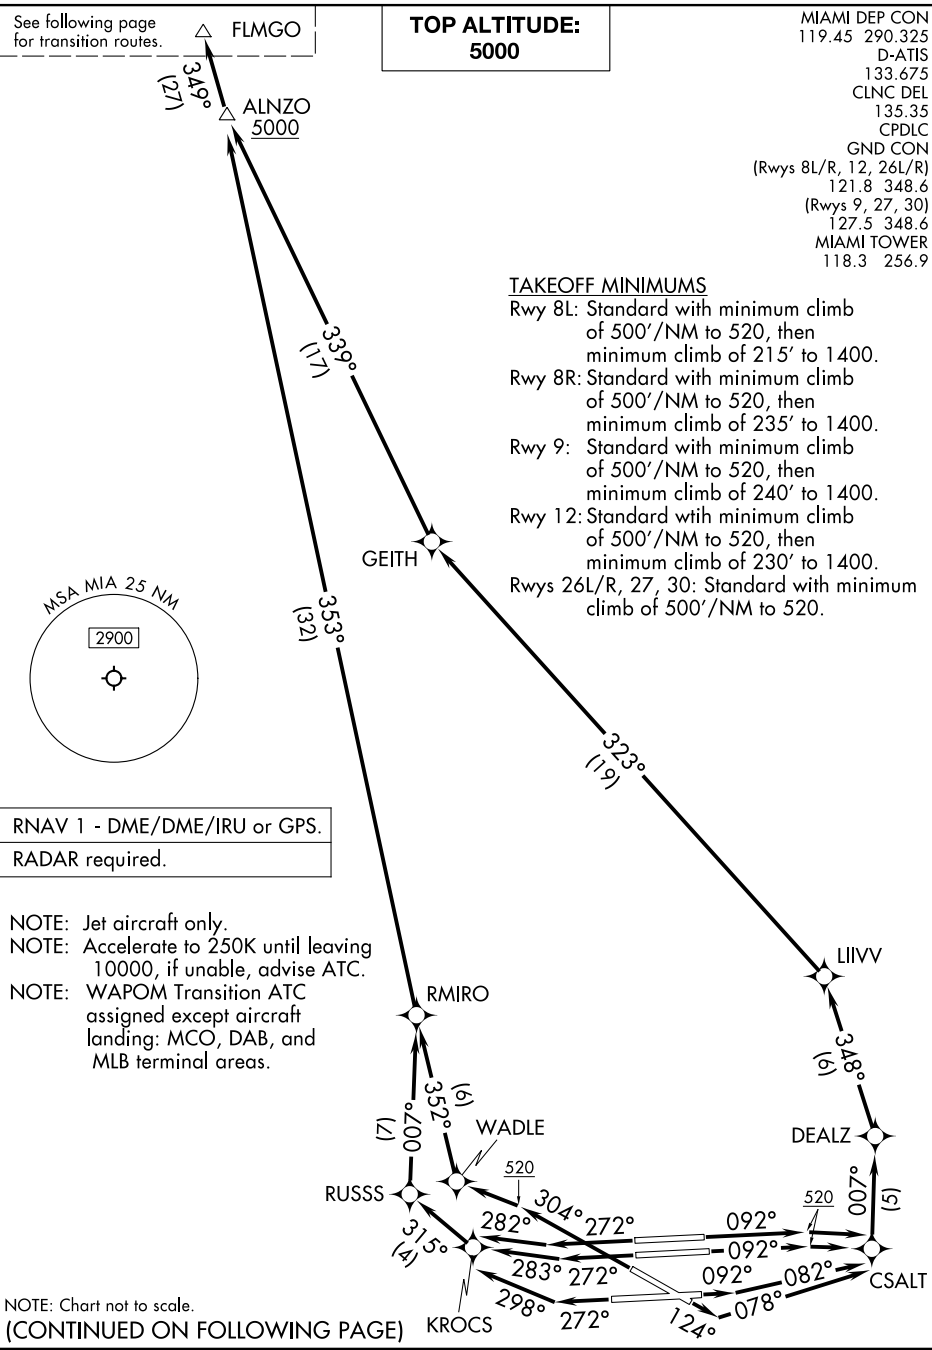 See following page
for transition routes.
FLMGO
TOP ALTITUDE:
5000
MIAMI DEP CON
119.45 290.325
D-ATIS
133.675
CLNC DEL
135.35
CPDLC
GND CON
(Rwys 8L/R, 12, 26L/R)
121.8 348.6
(Rwys 9, 27, 30)
127.5 348.6
MIAMI TOWER
118.3 256.9
349°
(27)
ALNZO
5000
TAKEOFF MINIMUMS
Rwy 8L: Standard with minimum climb
of 500'/NM to 520, then
minimum climb of 215' to 1400.
Rwy 8R: Standard with minimum climb
of 500'/NM to 520, then
minimum climb of 235' to 1400.
Rwy 9: Standard with minimum climb
of 500'/NM to 520, then
minimum climb of 240' to 1400.
Rwy 12: Standard wtih minimum climb
of 500'/NM to 520, then
minimum climb of 230' to 1400.
Rwys 26L/R, 27, 30: Standard with minimum
climb of 500'/NM to 520.
339°
(17)
GEITH
353°
(32)
MSA MIA 25 NM
2900
323°
(19)
RNAV 1 - DME/DME/IRU or GPS.
RADAR required.
NOTE: Jet aircraft only.
NOTE: Accelerate to 250K until leaving
10000, if unable, advise ATC.
NOTE: WAPOM Transition ATC
assigned except aircraft
landing: MCO, DAB, and
MLB terminal areas.
LIIVV
RMIRO
348°
(6)
007°
(7)
352°
(6)
WADLE
DEALZ
520
RUSSS
304°
520
007°
(5)
315°
(4)
282°
272°
092°
283°
272°
092°
298°
272°
092°
082°
124°
078°
CSALT
KROCS
NOTE: Chart not to scale.
(CONTINUED ON FOLLOWING PAGE)